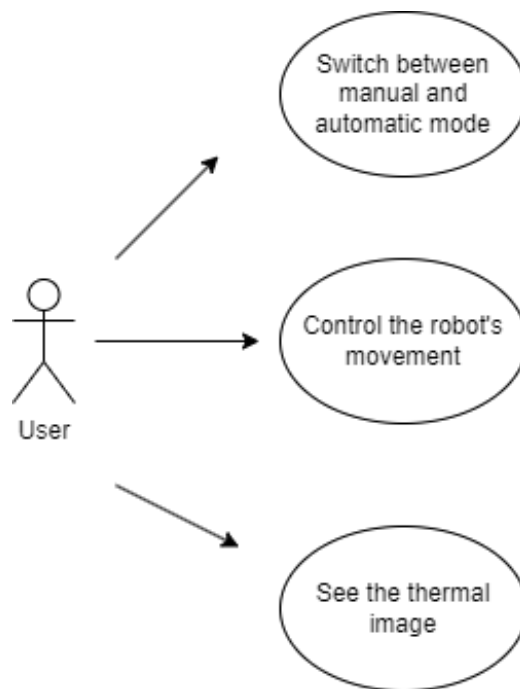 Switch between
manual and
automatic mode
Control the robot's
movement
User
See the thermal
image